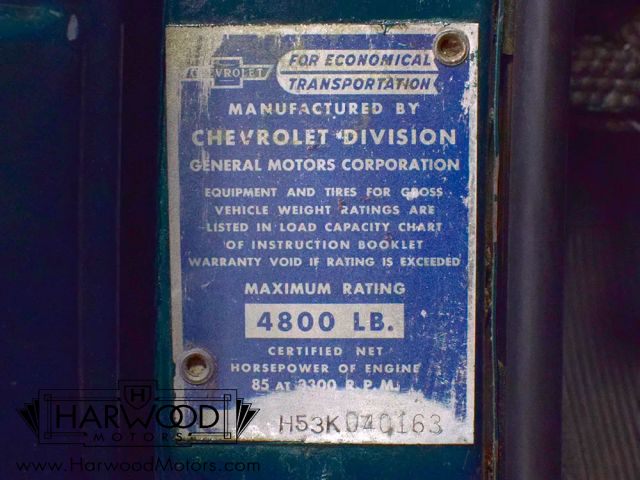 CHEVROLET
FOR ECONOMICAL
TRANSPORTATION
MANUFACTURED BY
CHEVROLET DIVISION
GENERAL MOTORS CORPORATION
EQUIPMENT AND TIRES FOR GROSS
VEHICLE WEIGHT RATINGS ARE
LISTED IN LOAD CAPACITY CHART
OF INSTRUCTION BOOKLET
WARRANTY VOID IF RATING IS EXCEEDED
MAXIMUM RATING
4800 LB.
CERTIFIED NET
HORSEPOWER OF ENGINE
85 AT 3300 R.P.M.
H53K040163
H
HARWOOD
MOTORS
www.HarwoodMotors.com